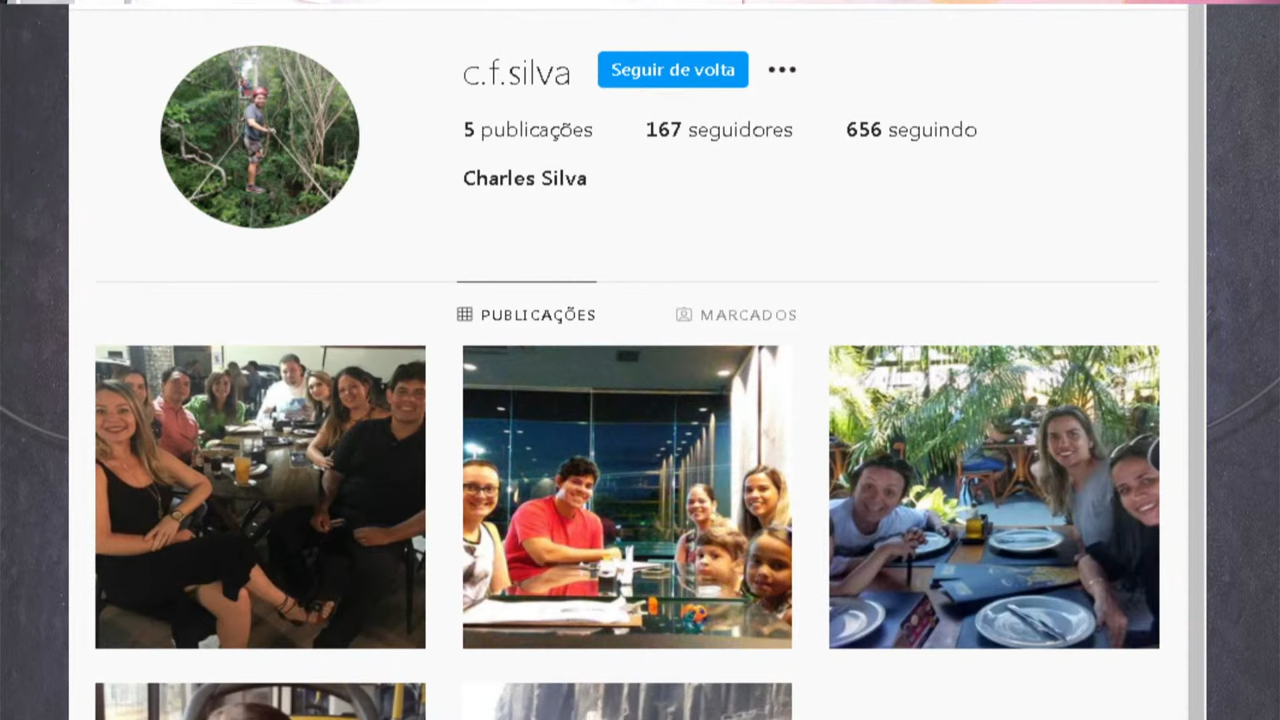 c.f.silva Seguir de volta
5 publicações 167 seguidores 656 seguindo
Charles Silva
PUBLICAÇÕES MARCADOS